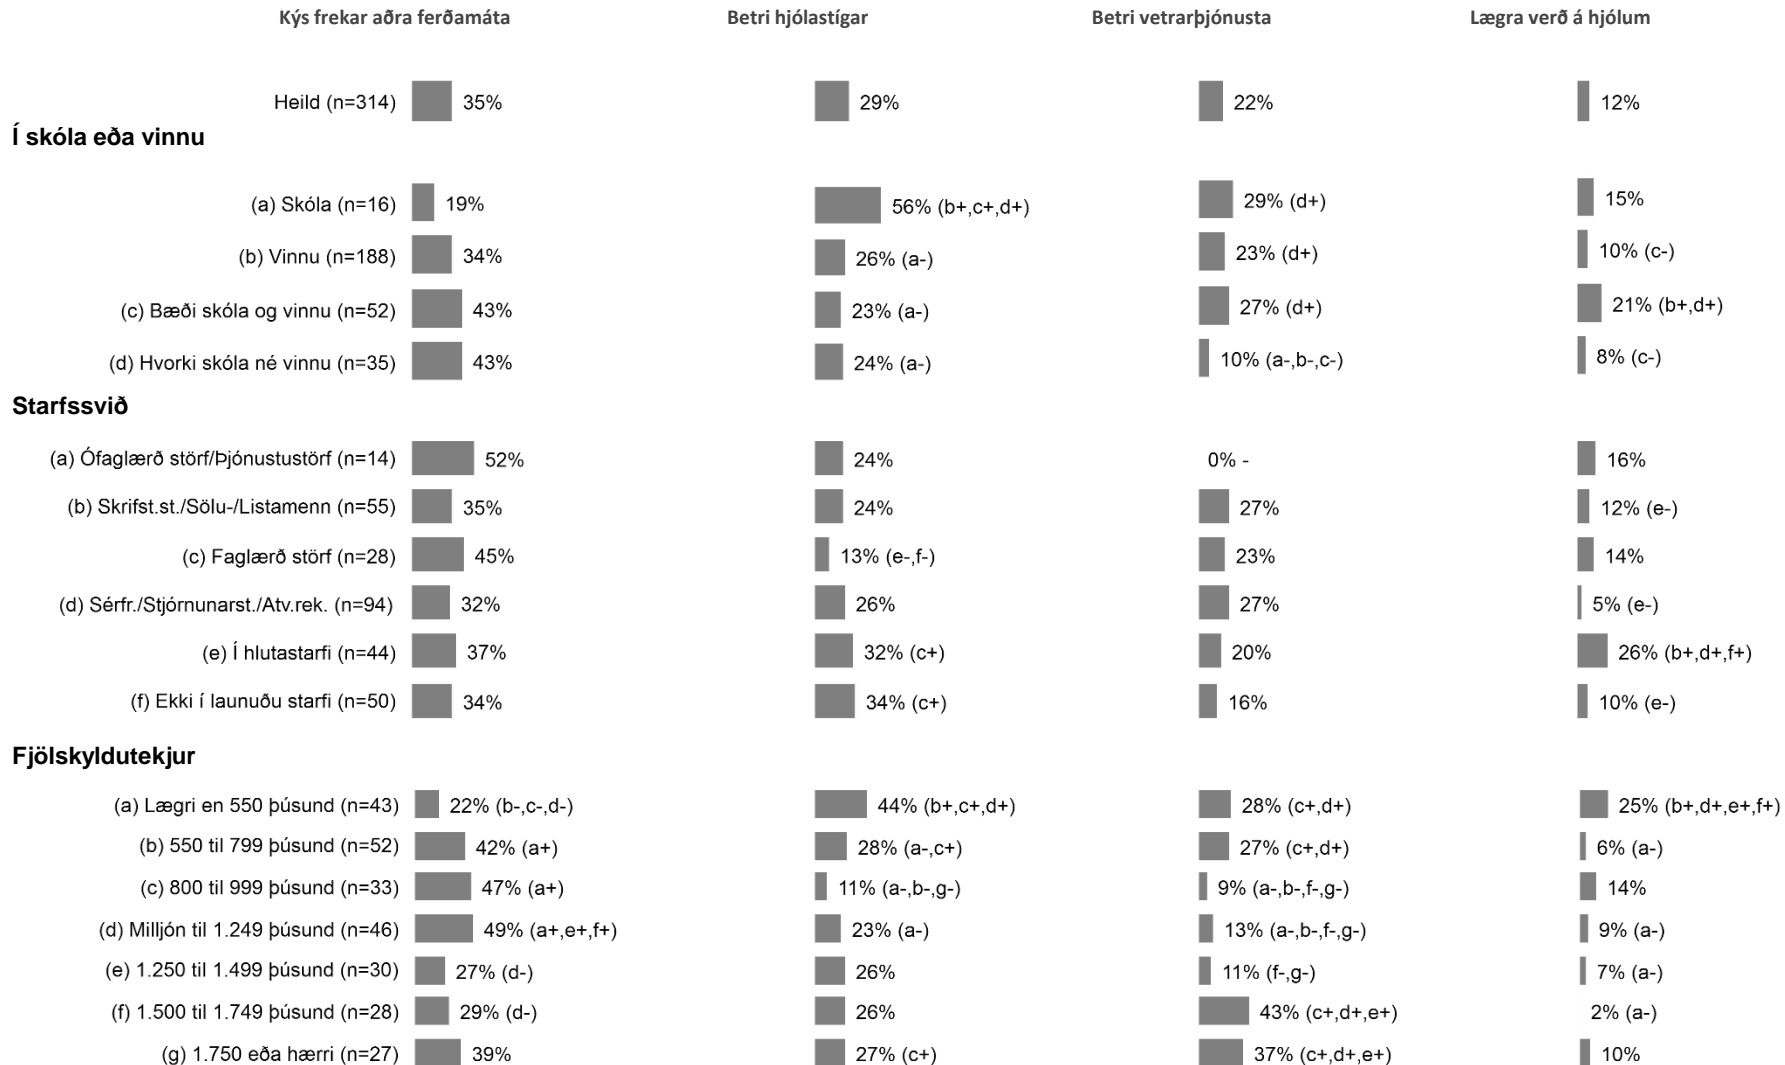 Kýs frekar aðra ferðamáta Betri hjólastígar Betri vetrarþjónusta Lægra verð á hjólum
Heild (n=314) 35% 29% 22% 12%
Í skóla eða vinnu
(a) Skóla (n=16) 19% 56% (b+,c+,d+) 29% (d+) 15%
(b) Vinnu (n=188) 34% 26% (a-) 23% (d+) 10% (c-)
(c) Bæði skóla og vinnu (n=52) 43% 23% (a-) 27% (d+) 21% (b+,d+)
(d) Hvorki skóla né vinnu (n=35) 43% 24% (a-) 10% (a-,b-,c-) 8% (c-)
Starfssvið
(a) Ófaglærð störf/Þjónustustörf (n=14) 52% 24% 0% - 16%
(b) Skrifst.st./Sölu-/Listamenn (n=55) 35% 24% 27% 12% (e-)
(c) Faglærð störf (n=28) 45% 13% (e-,f-) 23% 14%
(d) Sérfr./Stjórnunarst./Atv.rek. (n=94) 32% 26% 27% 5% (e-)
(e) Í hlutastarfi (n=44) 37% 32% (c+) 20% 26% (b+,d+,f+)
(f) Ekki í launuðu starfi (n=50) 34% 34% (c+) 16% 10% (e-)
Fjölskyldutekjur
(a) Lægri en 550 þúsund (n=43) 22% (b-,c-,d-) 44% (b+,c+,d+) 28% (c+,d+) 25% (b+,d+,e+,f+)
(b) 550 til 799 þúsund (n=52) 42% (a+) 28% (a-,c+) 27% (c+,d+) 6% (a-)
(c) 800 til 999 þúsund (n=33) 47% (a+) 11% (a-,b-,g-) 9% (a-,b-,f-,g-) 14%
(d) Milljón til 1.249 þúsund (n=46) 49% (a+,e+,f+) 23% (a-) 13% (a-,b-,f-,g-) 9% (a-)
(e) 1.250 til 1.499 þúsund (n=30) 27% (d-) 26% 11% (f-,g-) 7% (a-)
(f) 1.500 til 1.749 þúsund (n=28) 29% (d-) 26% 43% (c+,d+,e+) 2% (a-)
(g) 1.750 eða hærri (n=27) 39% 27% (c+) 37% (c+,d+,e+) 10%